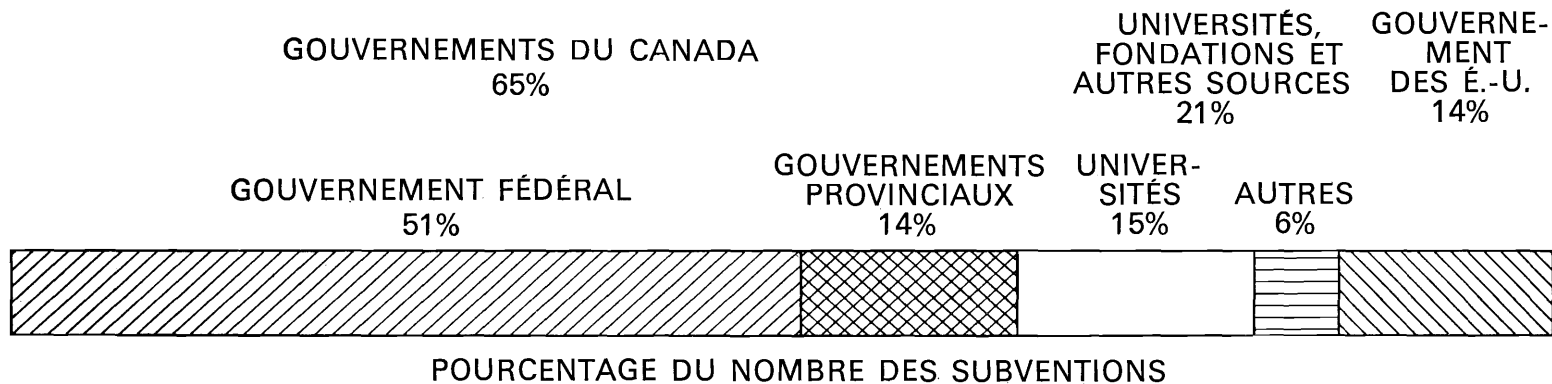 GOUVERNEMENTS DU CANADA
65%
UNIVERSITÉS,
FONDATIONS ET
AUTRES SOURCES
21%
GOUVERNE-
MENT
DES É.-U.
14%
GOUVERNEMENT FÉDÉRAL
51%
GOUVERNEMENTS
PROVINCIAUX
14%
UNIVER-
SITÉS
15%
AUTRES
6%
POURCENTAGE DU NOMBRE DES SUBVENTIONS